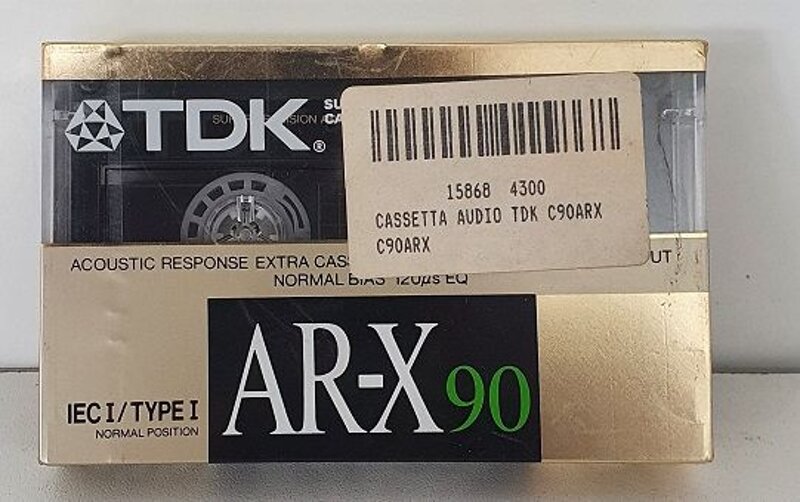 TDK®
15868 4300
CASSETTA AUDIO TDK C90ARX
C90ARX
ACOUSTIC RESPONSE EXTRA
NORMAL BIAS 120µs EQ
AR-X 90
IEC I/TYPE I
NORMAL POSITION